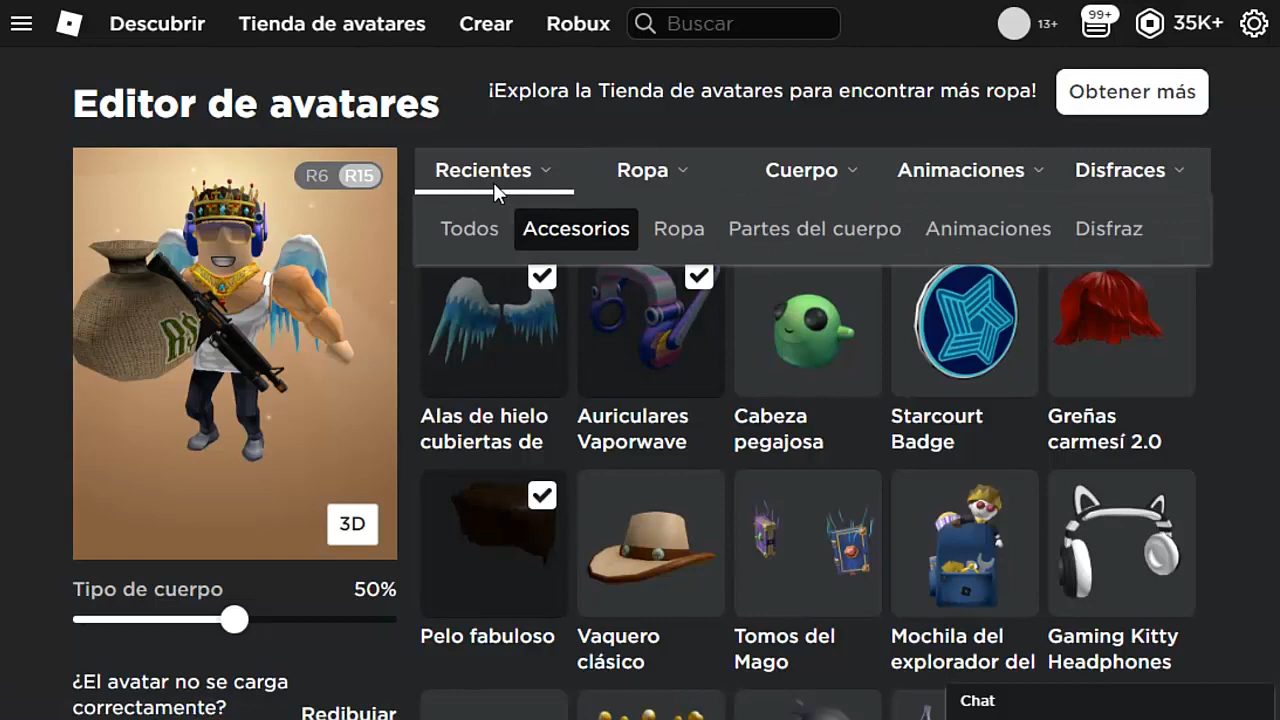 Descubrir Tienda de avatares Crear Robux Buscar 13+ 99+ 35K+
Editor de avatares
¡Explora la Tienda de avatares para encontrar más ropa!
Obtener más
R6 R15
Recientes Ropa Cuerpo Animaciones Disfraces
Todos Accesorios Ropa Partes del cuerpo Animaciones Disfraz
R$
3D
Alas de hielo
cubiertas de
Auriculares
Vaporwave
Cabeza
pegajosa
Starcourt
Badge
Greñas
carmesí 2.0
Pelo fabuloso
Vaquero
clásico
Tomos del
Mago
Mochila del
explorador del
Gaming Kitty
Headphones
Tipo de cuerpo 50%
¿El avatar no se carga
correctamente?
Redibujar
Chat